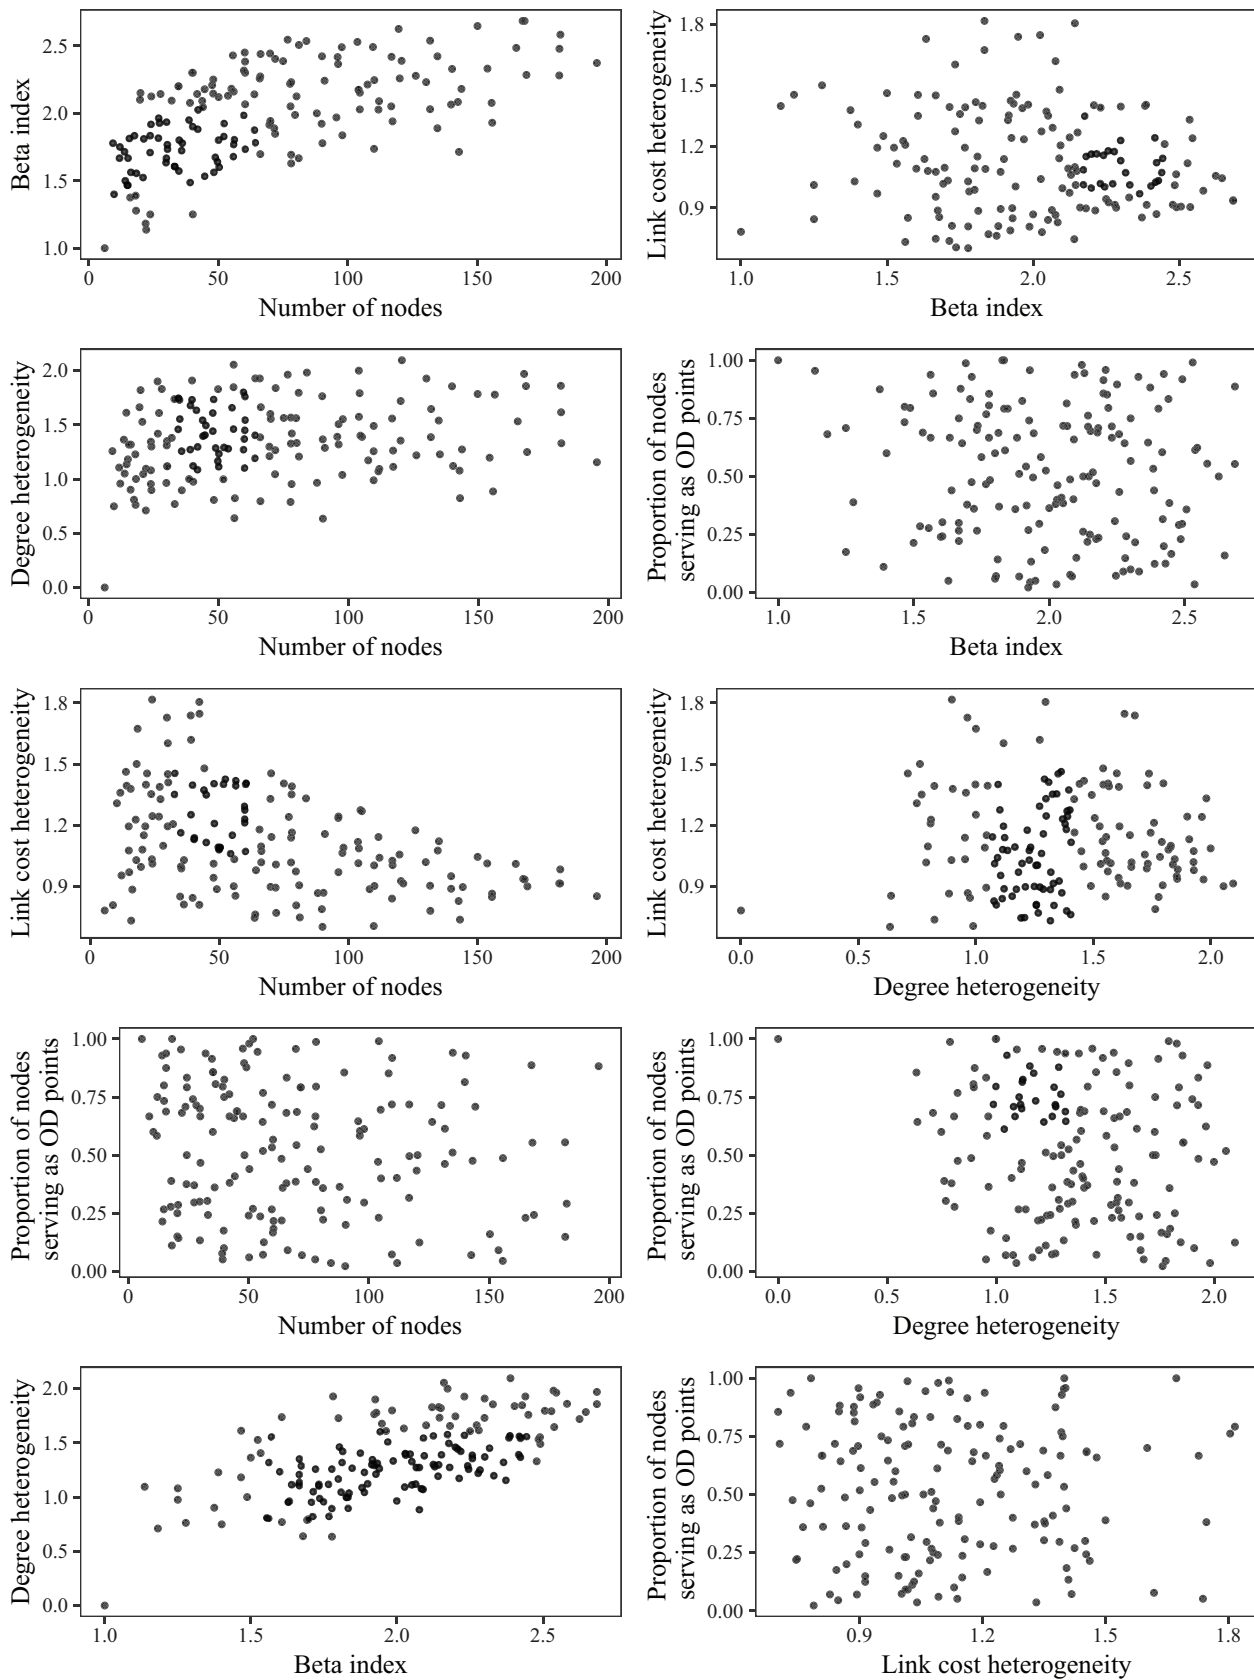 Beta index
2.5
2.0
1.5
1.0
0 50 100 150 200
Number of nodes
Link cost heterogeneity
1.8
1.5
1.2
0.9
1.0 1.5 2.0 2.5
Beta index
Degree heterogeneity
2.0
1.5
1.0
0.5
0.0
0 50 100 150 200
Number of nodes
Proportion of nodes
serving as OD points
1.00
0.75
0.50
0.25
0.00
1.0 1.5 2.0 2.5
Beta index
Link cost heterogeneity
1.8
1.5
1.2
0.9
0 50 100 150 200
Number of nodes
Link cost heterogeneity
1.8
1.5
1.2
0.9
0.0 0.5 1.0 1.5 2.0
Degree heterogeneity
Proportion of nodes
serving as OD points
1.00
0.75
0.50
0.25
0.00
0 50 100 150 200
Number of nodes
Proportion of nodes
serving as OD points
1.00
0.75
0.50
0.25
0.00
0.0 0.5 1.0 1.5 2.0
Degree heterogeneity
Degree heterogeneity
2.0
1.5
1.0
0.5
0.0
1.0 1.5 2.0 2.5
Beta index
Proportion of nodes
serving as OD points
1.00
0.75
0.50
0.25
0.00
0.9 1.2 1.5 1.8
Link cost heterogeneity